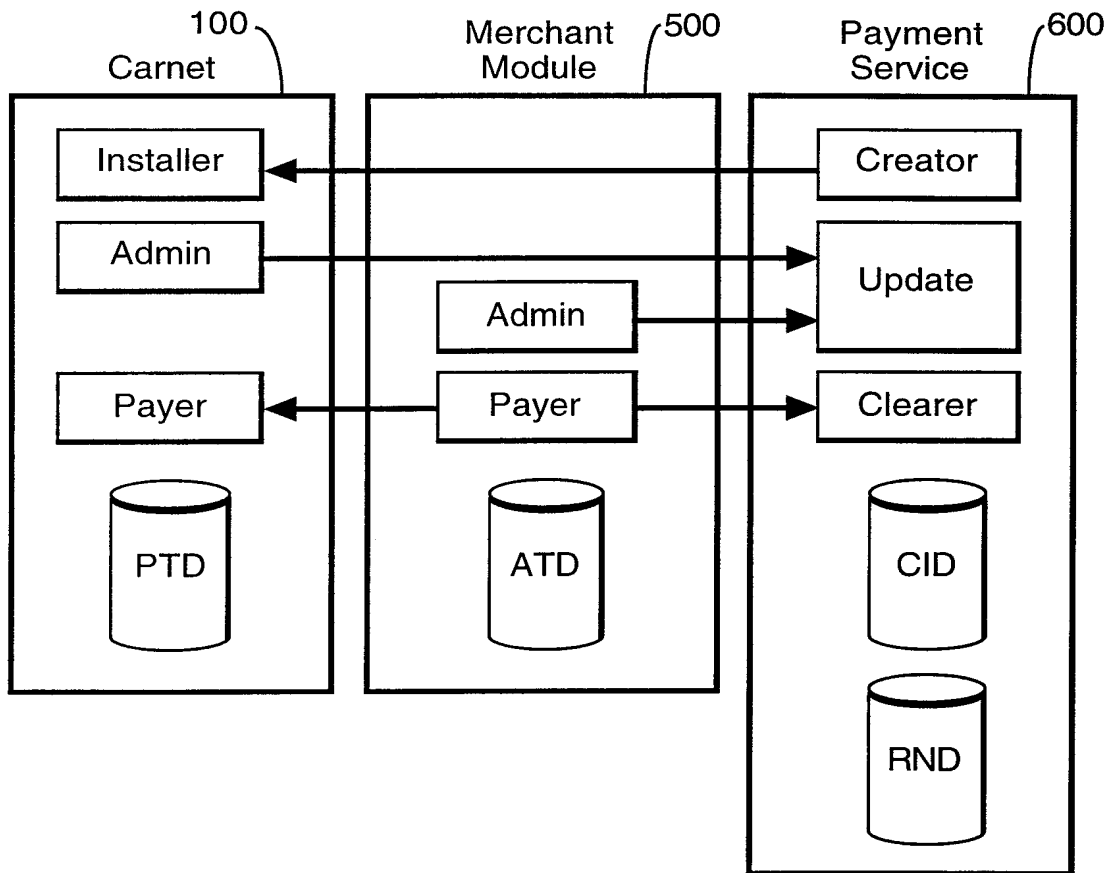 100
Carnet
Merchant
Module
500
Payment
Service
600
Installer
Creator
Admin
Update
Admin
Payer
Payer
Clearer
PTD
ATD
CID
RND